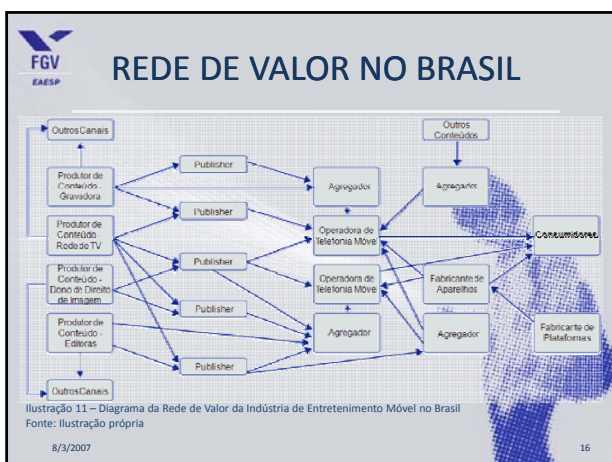 FGV
EAESP
REDE DE VALOR NO BRASIL
Outros Canais
Produtor de
Conteúdo -
Gravadora
Produtor de
Conteúdo
Rede de TV
Produtor de
Conteúdo -
Dono de Direito
de Imagem
Produtor de
Conteúdo -
Editoras
Outros Canais
Publisher
Publisher
Publisher
Publisher
Publisher
Agregador
Operadora de
Telefonia Móvel
Operadora de
Telefonia Móvel
Agregador
Outros
Conteúdos
Agregador
Fabricante de
Aparelhos
Agregador
Consumidores
Fabricante de
Plataformas
Ilustração 11 – Diagrama da Rede de Valor da Indústria de Entretenimento Móvel no Brasil
Fonte: Ilustração própria
8/3/2007
16